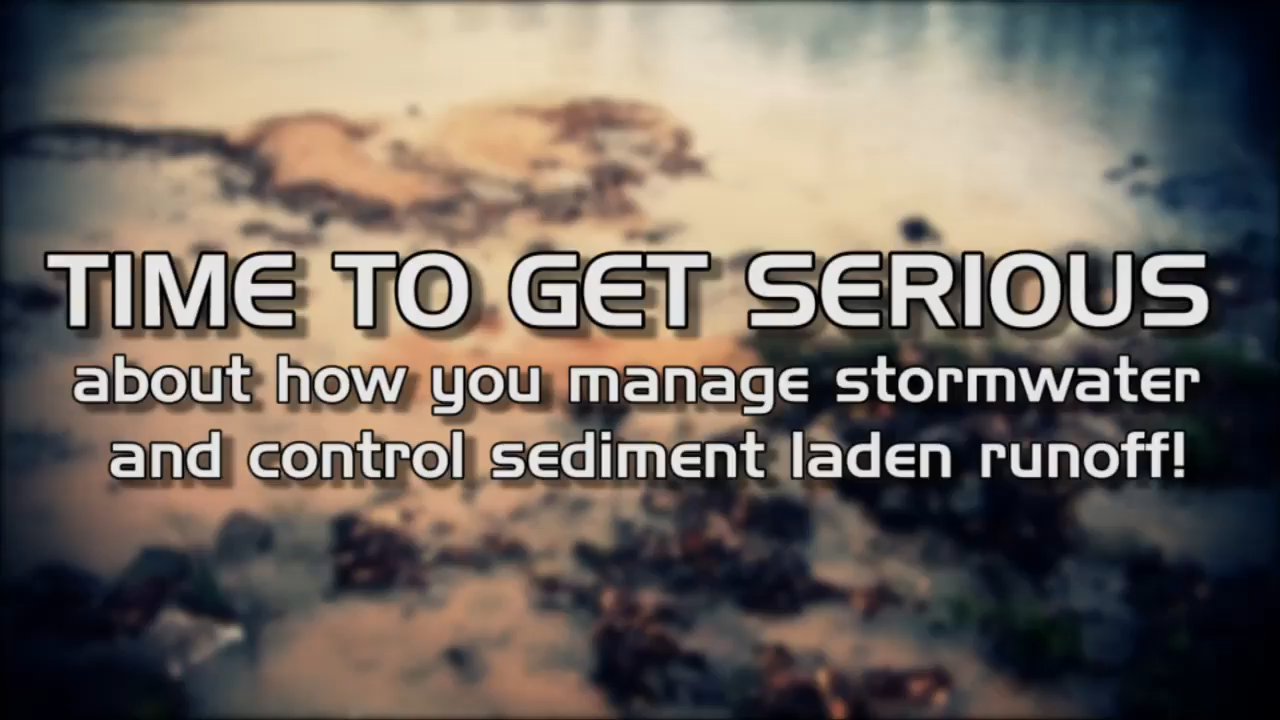 TIME TO GET SERIOUS
about how you manage stormwater
and control sediment laden runoff!